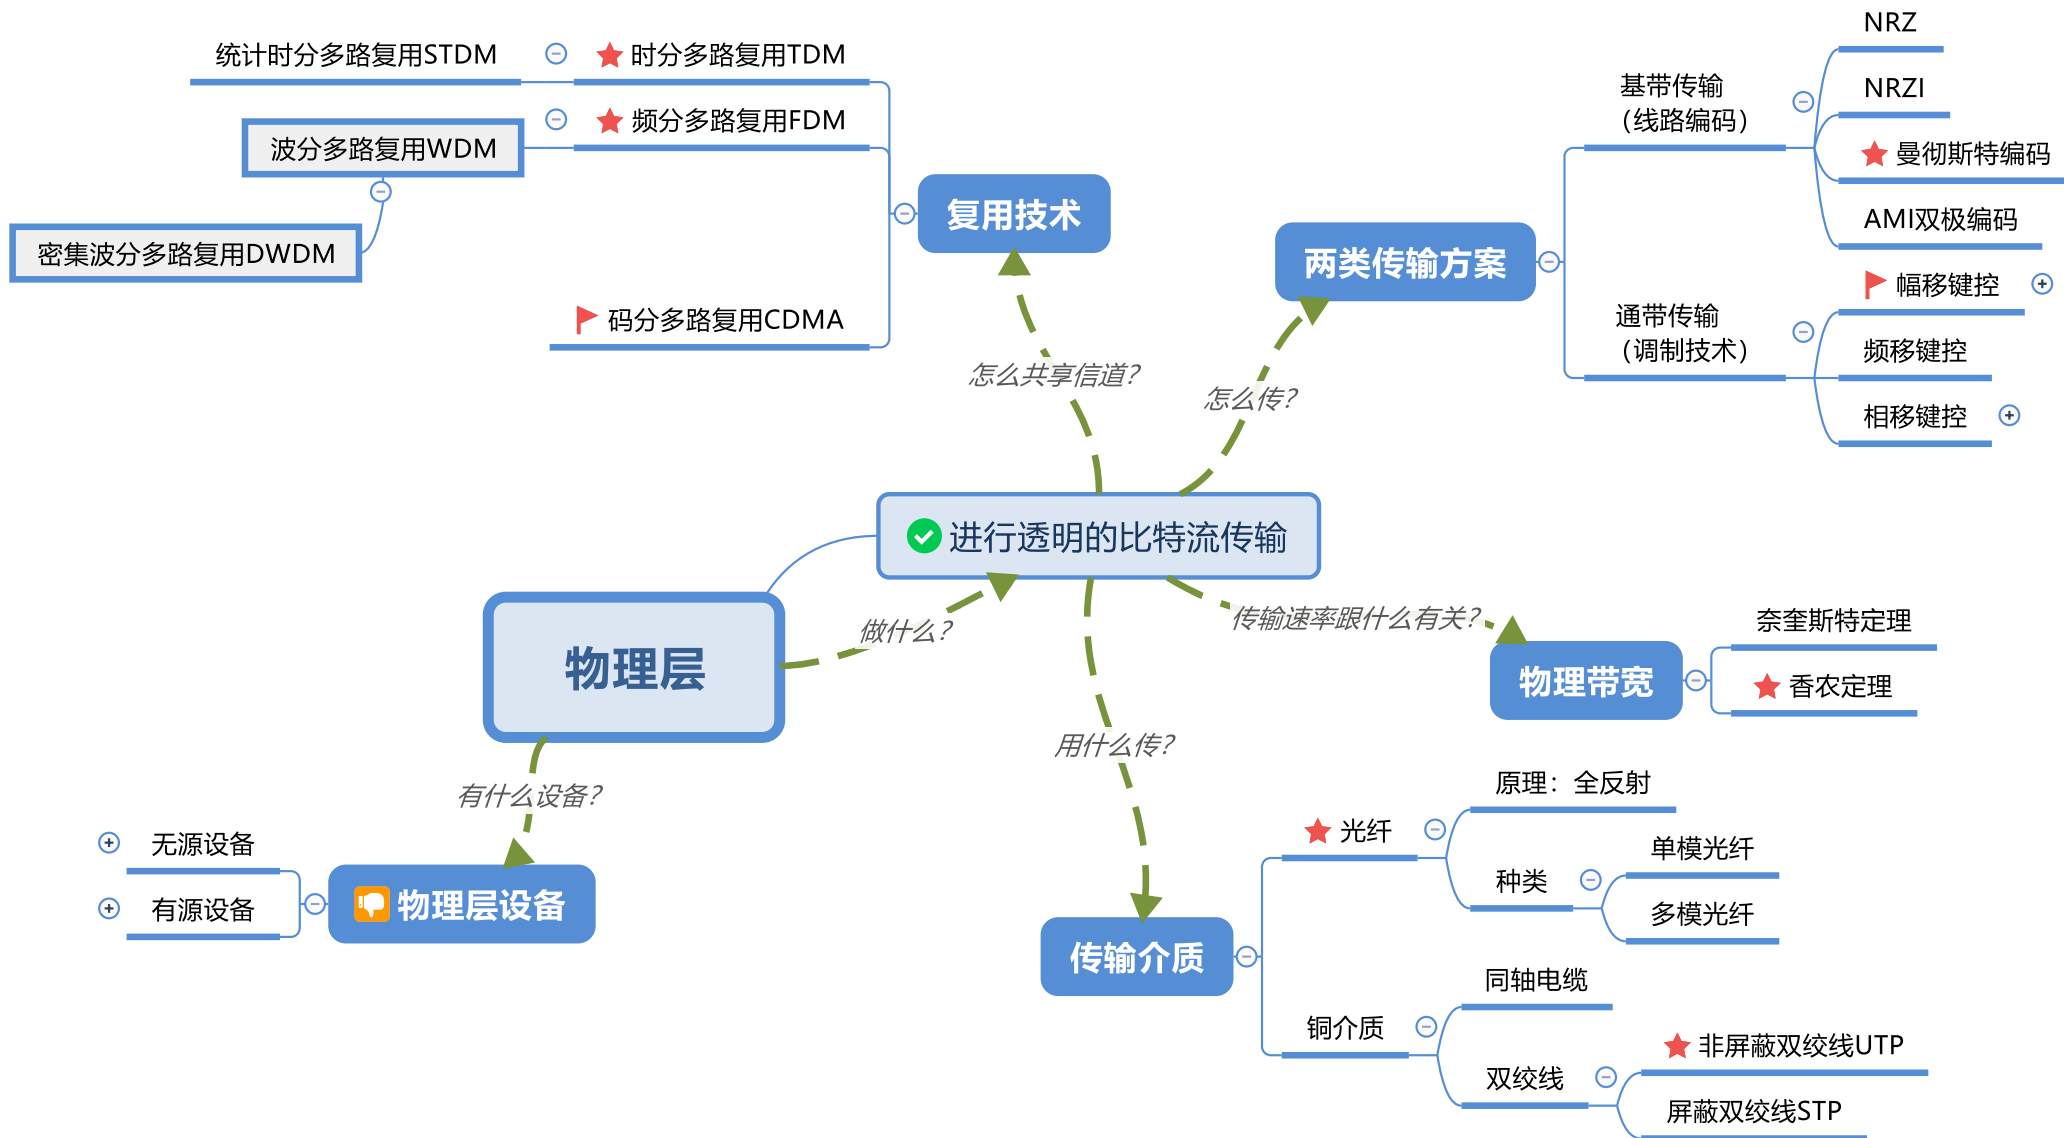 物理层
做什么？
进行透明的比特流传输
怎么共享信道？
复用技术
时分多路复用TDM
统计时分多路复用STDM
频分多路复用FDM
波分多路复用WDM
密集波分多路复用DWDM
码分多路复用CDMA
怎么传？
两类传输方案
基带传输
（线路编码）
NRZ
NRZI
曼彻斯特编码
AMI双极编码
通带传输
（调制技术）
幅移键控
频移键控
相移键控
传输速率跟什么有关？
物理带宽
奈奎斯特定理
香农定理
用什么传？
传输介质
光纤
原理：全反射
种类
单模光纤
多模光纤
铜介质
同轴电缆
双绞线
非屏蔽双绞线UTP
屏蔽双绞线STP
有什么设备？
物理层设备
无源设备
有源设备